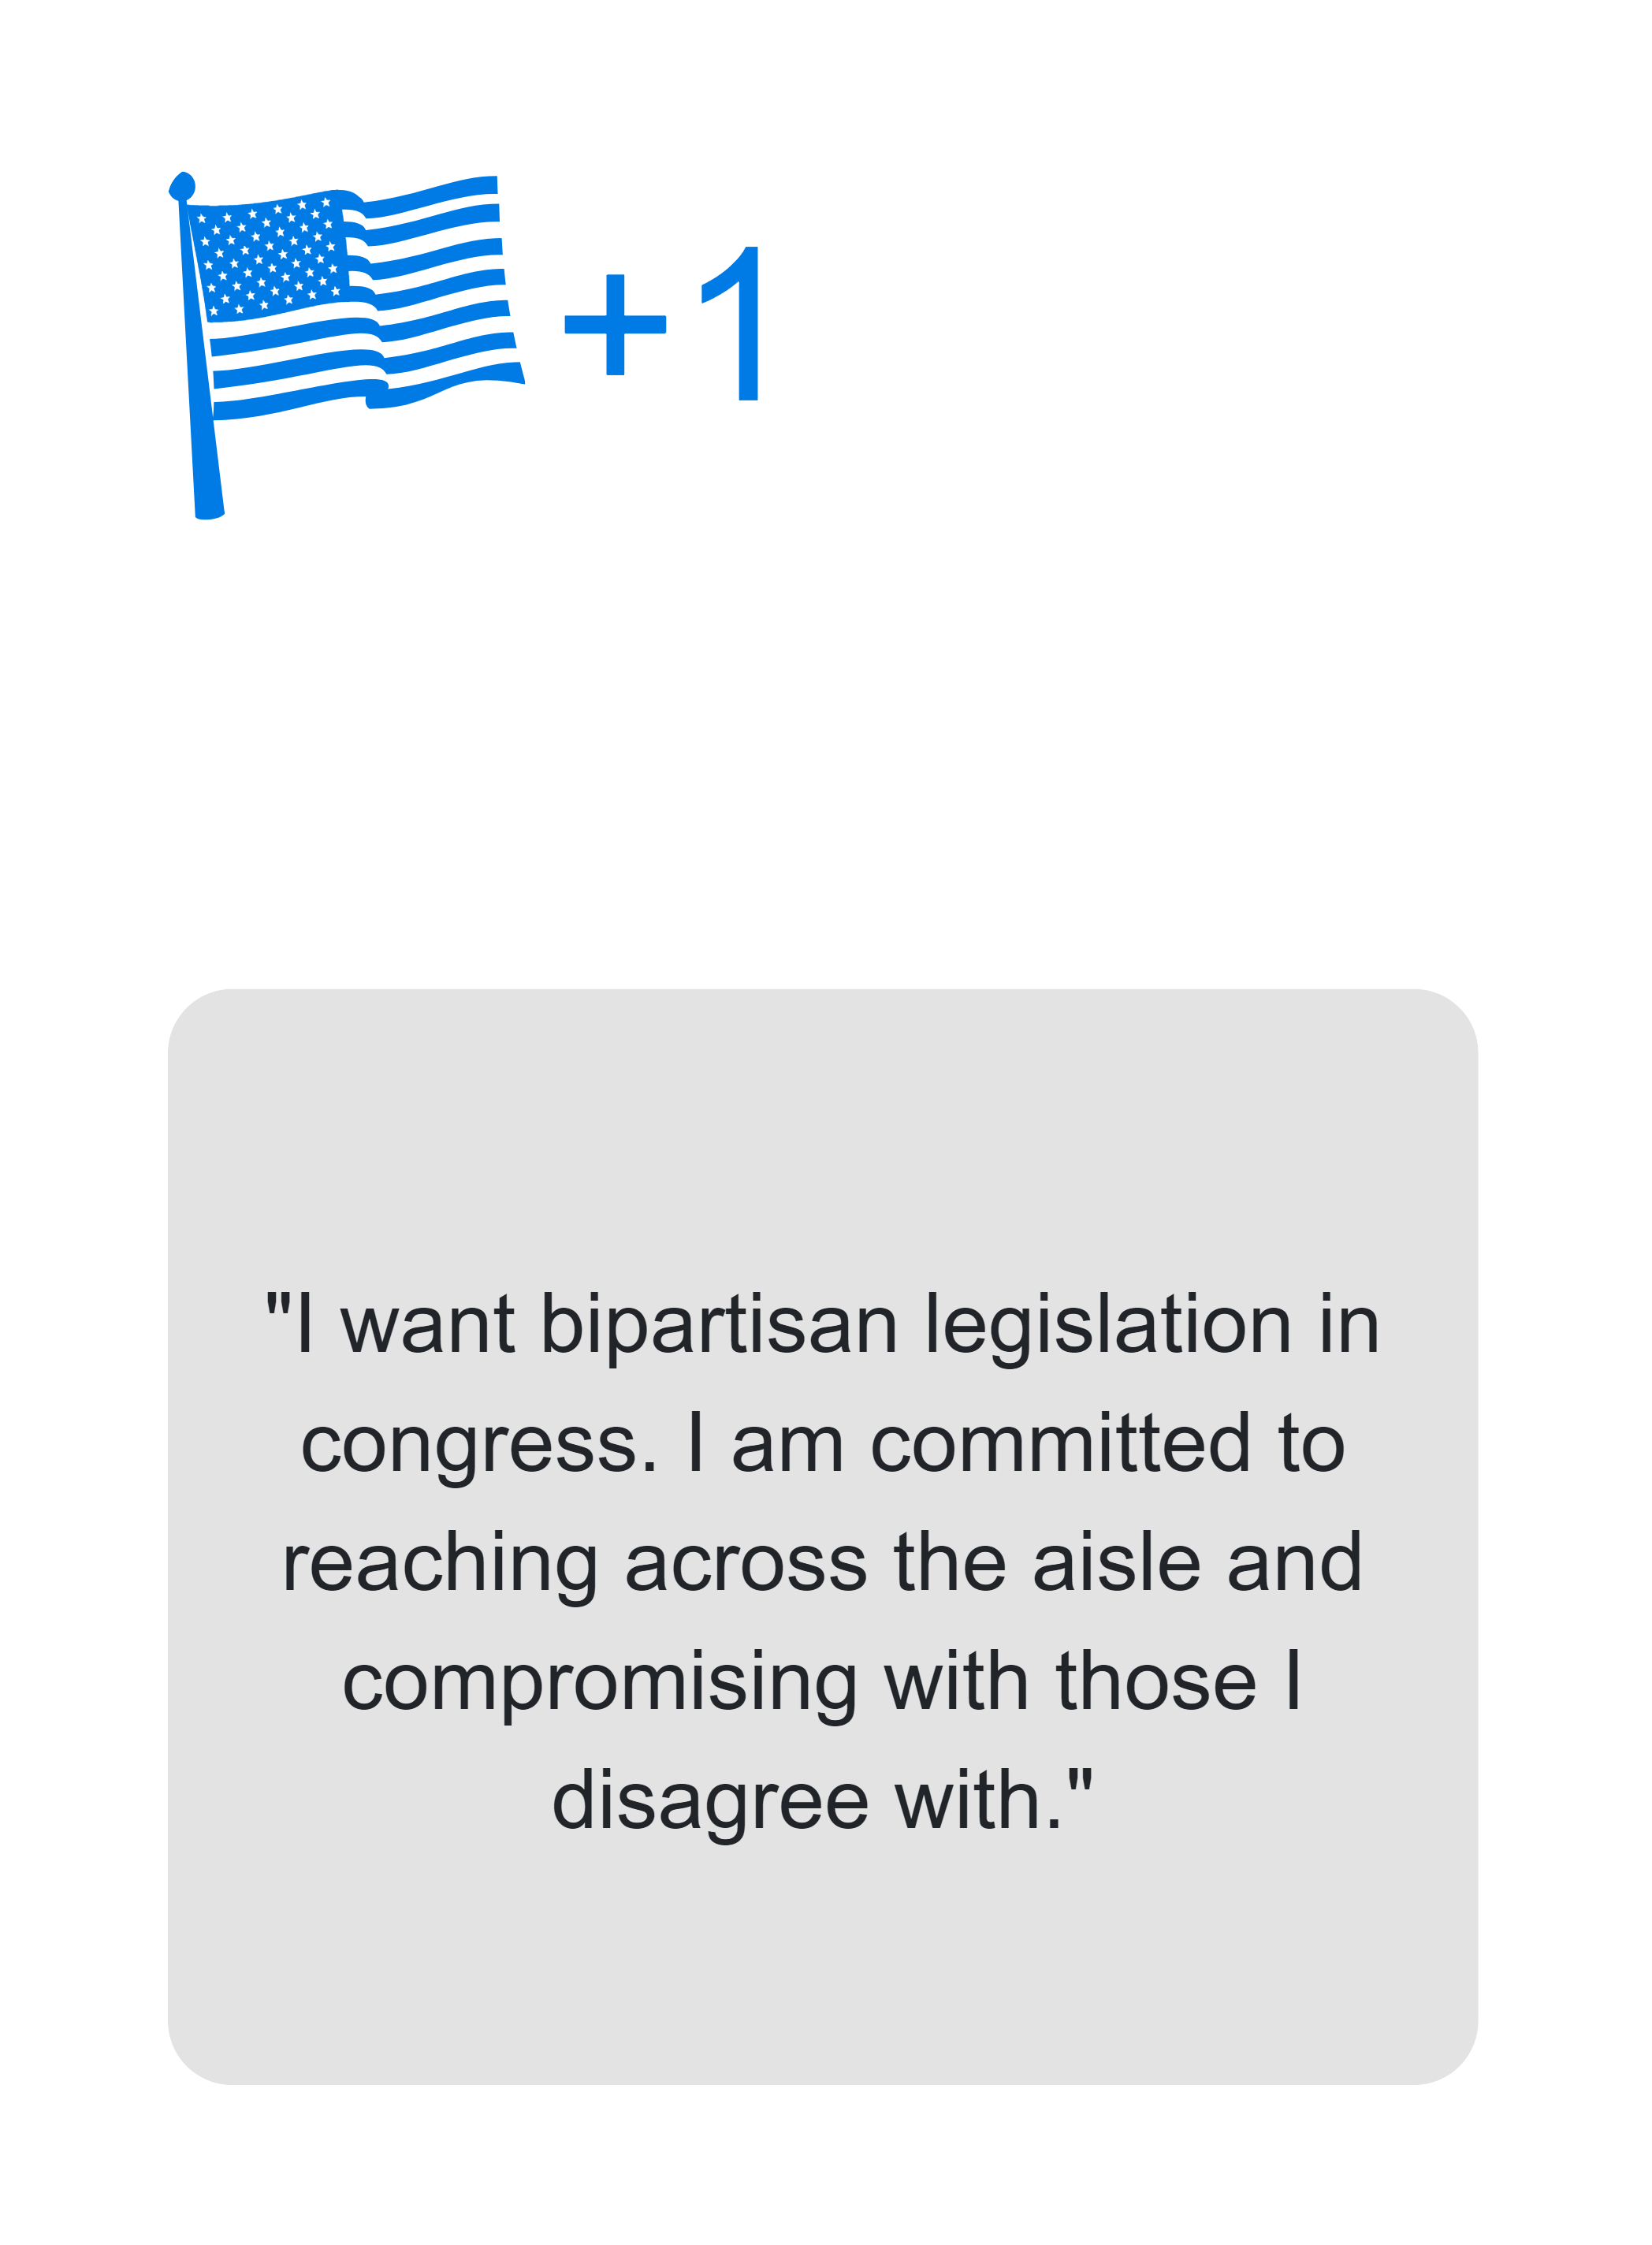 +1
"I want bipartisan legislation in
congress. I am committed to
reaching across the aisle and
compromising with those I
disagree with."